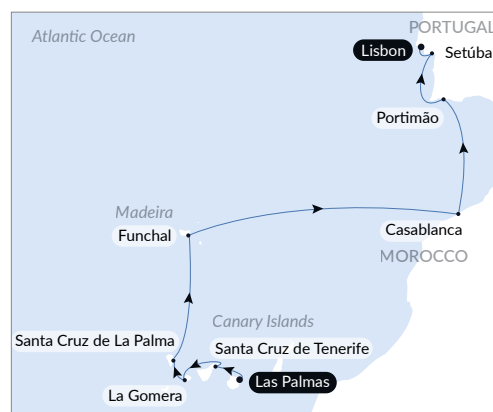 PORTUGAL
Atlantic Ocean
Lisbon
Setúba
Portimão
Madeira
Funchal
Casablanca
MOROCCO
Canary Islands
Santa Cruz de La Palma
Santa Cruz de Tenerife
La Gomera
Las Palmas